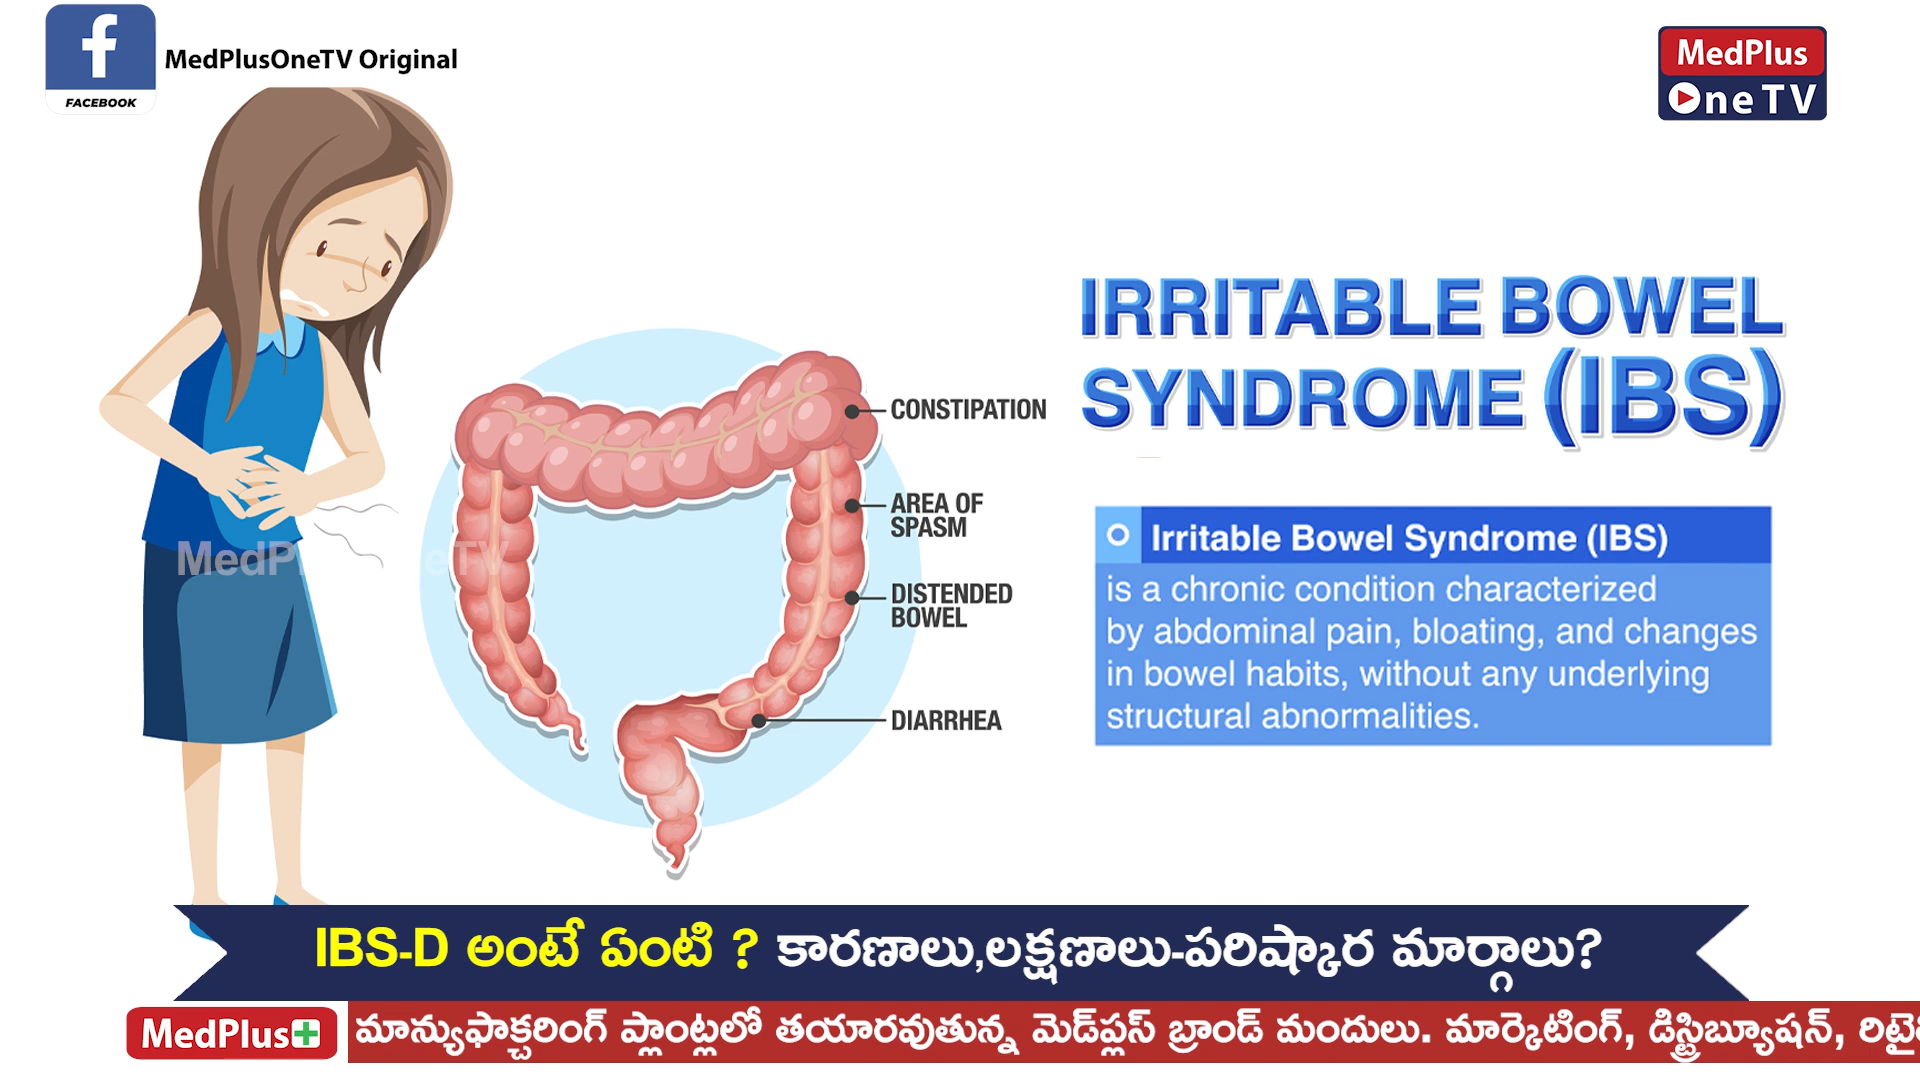 FACEBOOK
MedPlusOneTV Original
MedPlus
One TV
IRRITABLE BOWEL
SYNDROME (IBS)
CONSTIPATION
AREA OF
SPASM
DISTENDED
BOWEL
DIARRHEA
Irritable Bowel Syndrome (IBS)
is a chronic condition characterized
by abdominal pain, bloating, and changes
in bowel habits, without any underlying
structural abnormalities.
IBS-D అంటే ఏంటి ? కారణాలు,లక్షణాలు-పరిష్కార మార్గాలు?
MedPlus
మాన్యుఫాక్చరింగ్ ప్లాంట్లలో తయారవుతున్న మెడ్‌ప్లస్ బ్రాండ్ మందులు. మార్కెటింగ్, డిస్ట్రిబ్యూషన్,